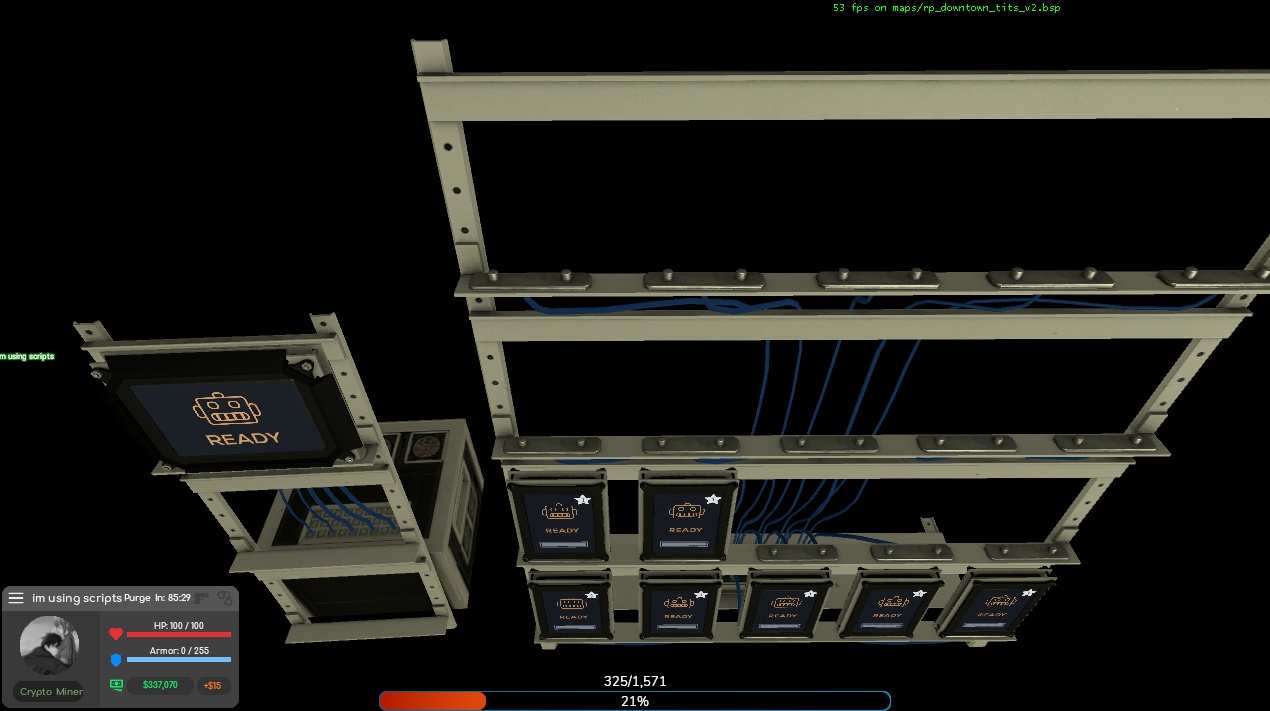 53 fps on maps/rp_downtown_tits_v2.bsp
m using scripts
READY
READY
READY
READY
READY
READY
READY
READY
im using scripts Purge In: 85:29
HP: 100 / 100
Armor: 0 / 255
Crypto Miner
$337,070
+$15
325/1,571
21%